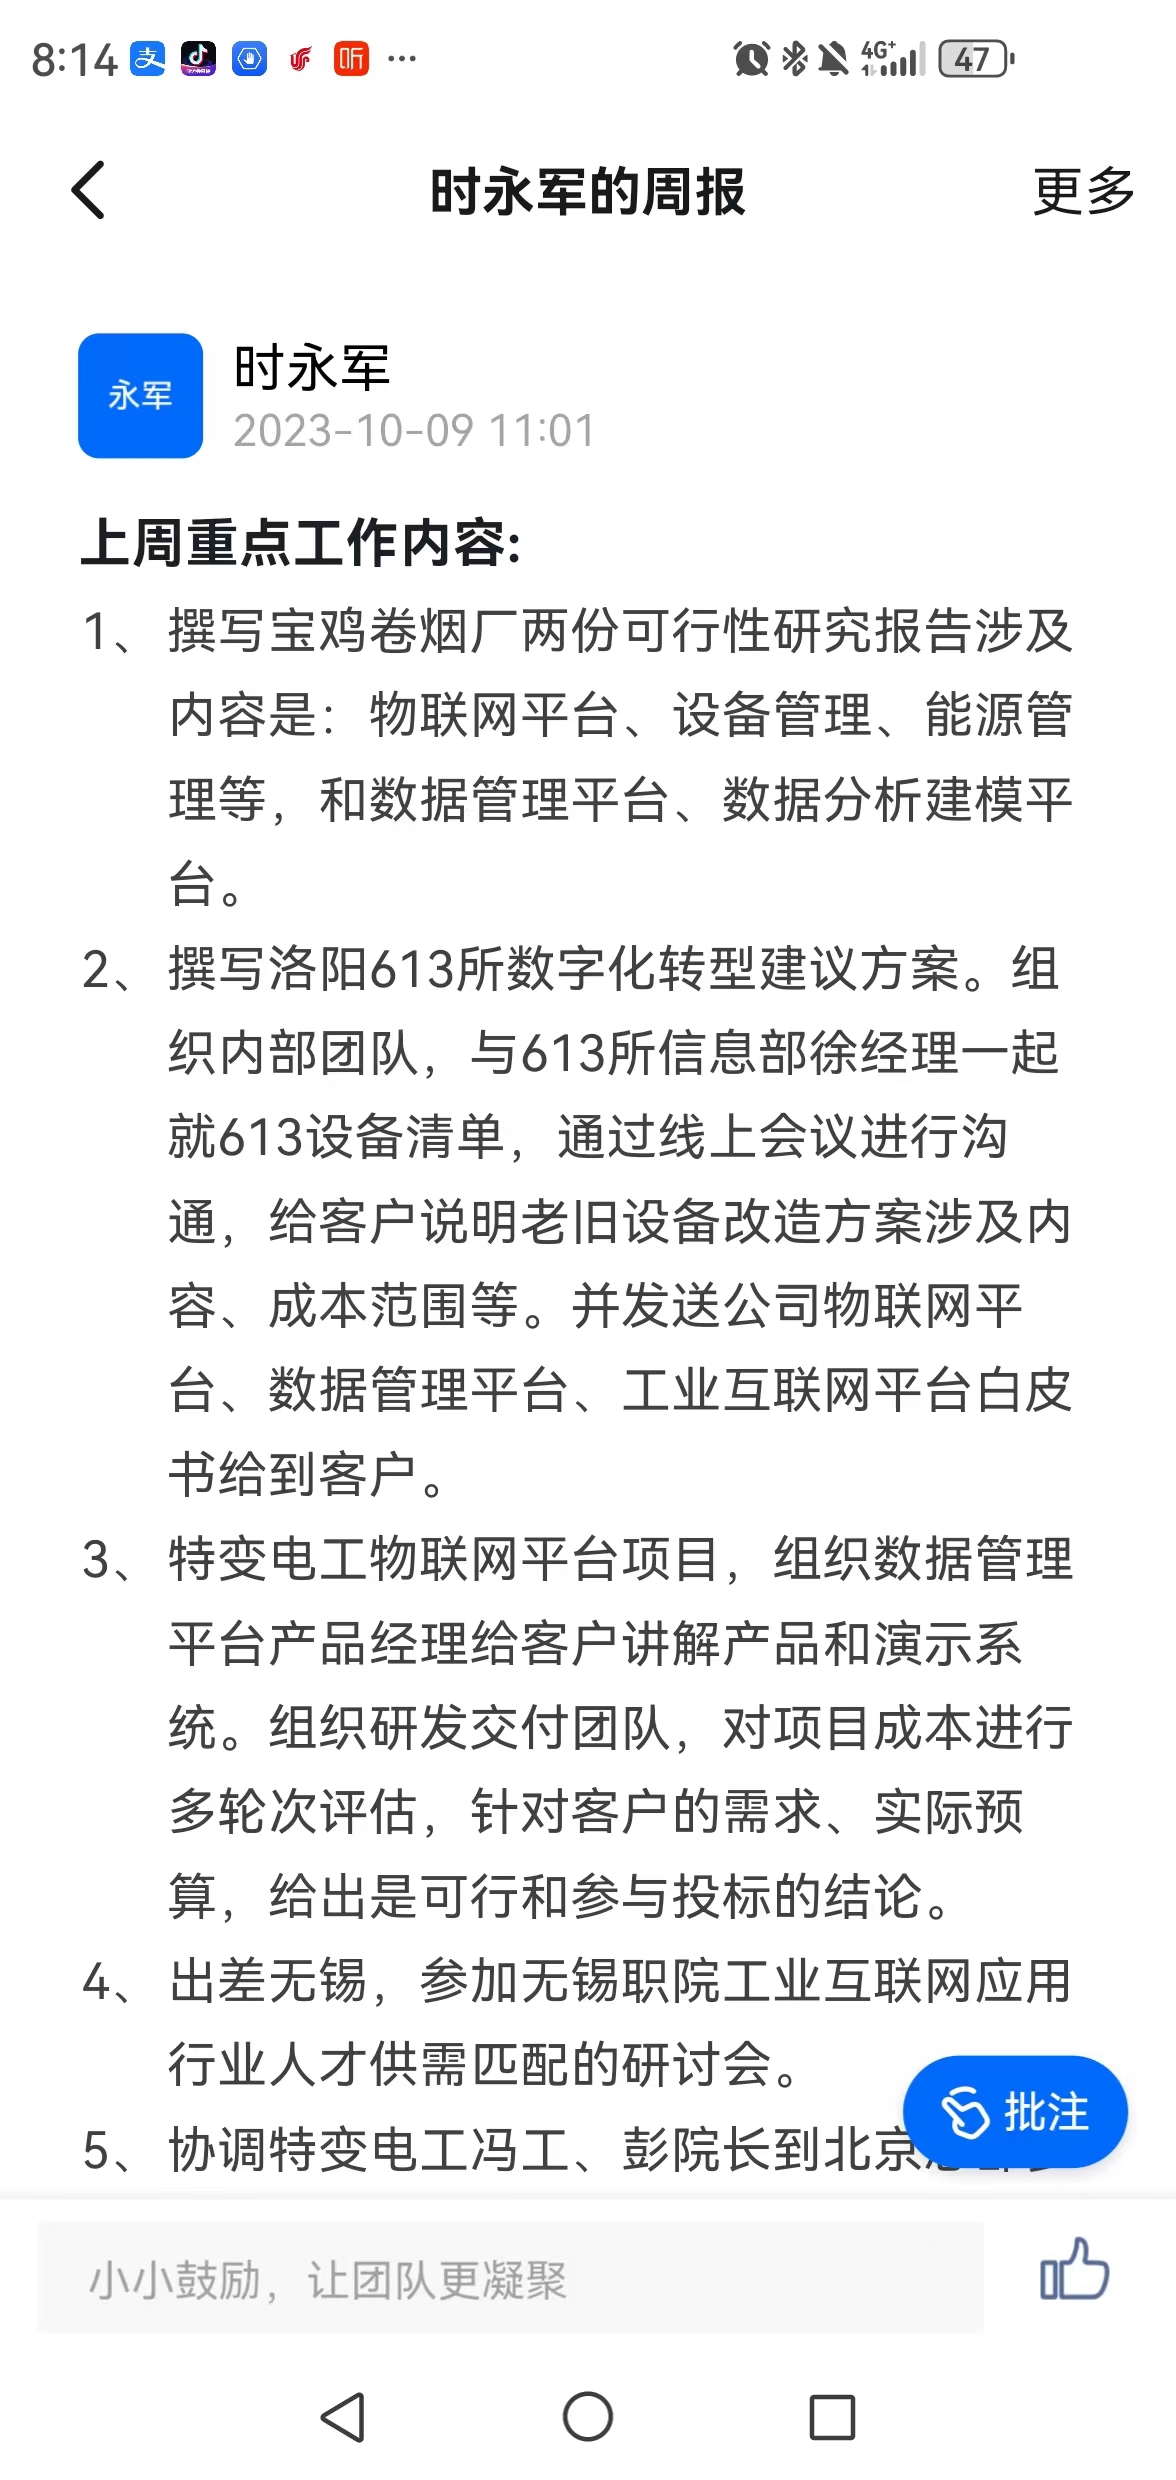 8:14
支
听
4G+
47
时永军的周报
更多
永军
时永军
2023-10-09 11:01
上周重点工作内容:
1、撰写宝鸡卷烟厂两份可行性研究报告涉及
内容是：物联网平台、设备管理、能源管
理等，和数据管理平台、数据分析建模平
台。
2、撰写洛阳613所数字化转型建议方案。组
织内部团队，与613所信息部徐经理一起
就613设备清单，通过线上会议进行沟
通，给客户说明老旧设备改造方案涉及内
容、成本范围等。并发送公司物联网平
台、数据管理平台、工业互联网平台白皮
书给到客户。
3、特变电工物联网平台项目，组织数据管理
平台产品经理给客户讲解产品和演示系
统。组织研发交付团队，对项目成本进行
多轮次评估，针对客户的需求、实际预
算，给出是可行和参与投标的结论。
4、出差无锡，参加无锡职院工业互联网应用
行业人才供需匹配的研讨会。
批注
5、协调特变电工冯工、彭院长到北京
小小鼓励，让团队更凝聚